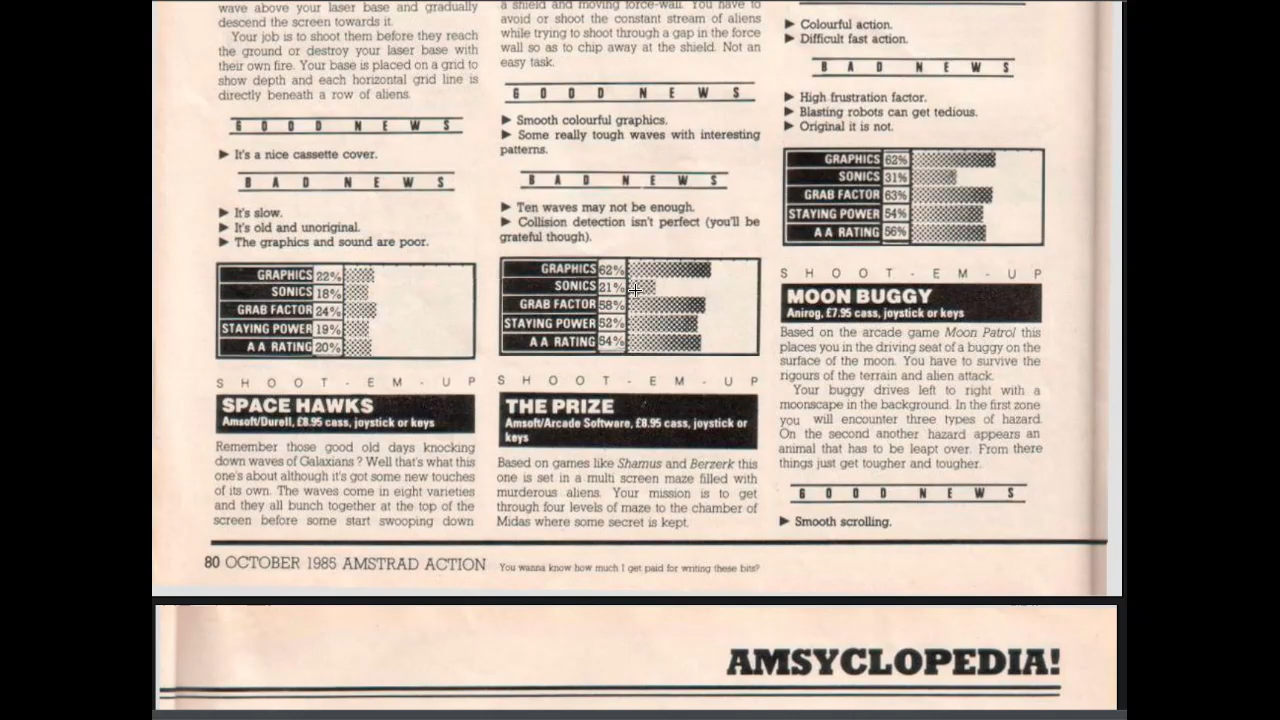 wave above your laser base and gradually
descend the screen towards it.
Your job is to shoot them before they reach
the ground or destroy your laser base with
their own fire. Your base is placed on a grid to
show depth and each horizontal grid line is
directly beneath a row of aliens.
GOOD NEWS
► It's a nice cassette cover.
BAD NEWS
► It's slow.
► It's old and unoriginal.
► The graphics and sound are poor.
GRAPHICS 22%
SONICS 18%
GRAB FACTOR 24%
STAYING POWER 19%
AA RATING 20%
SHOOT-EM-UP
SPACE HAWKS
Amsoft/Durell, £8.95 cass, joystick or keys
Remember those good old days knocking
down waves of Galaxians? Well that's what this
one's about although it's got some new touches
of its own. The waves come in eight varieties
and they all bunch together at the top of the
screen before some start swooping down
a shield and moving force-wall. You have to
avoid or shoot the constant stream of aliens
while trying to shoot through a gap in the force
wall so as to chip away at the shield. Not an
easy task.
GOOD NEWS
► Smooth colourful graphics.
► Some really tough waves with interesting
patterns.
BAD NEWS
► Ten waves may not be enough.
► Collision detection isn't perfect (you'll be
grateful though).
GRAPHICS 62%
SONICS 21%
GRAB FACTOR 58%
STAYING POWER 52%
AA RATING 54%
SHOOT-EM-UP
THE PRIZE
Amsoft/Arcade Software, £8.95 cass, joystick or
keys
Based on games like Shamus and Berzerk this
one is set in a multi screen maze filled with
murderous aliens. Your mission is to get
through four levels of maze to the chamber of
Midas where some secret is kept.
► Colourful action.
► Difficult fast action.
BAD NEWS
► High frustration factor.
► Blasting robots can get tedious.
► Original it is not.
GRAPHICS 62%
SONICS 31%
GRAB FACTOR 63%
STAYING POWER 54%
AA RATING 56%
SHOOT-EM-UP
MOON BUGGY
Anirog, £7.95 cass, joystick or keys
Based on the arcade game Moon Patrol this
places you in the driving seat of a buggy on the
surface of the moon. You have to survive the
rigours of the terrain and alien attack.
Your buggy drives left to right with a
moonscape in the background. In the first zone
you will encounter three types of hazard.
On the second another hazard appears an
animal that has to be leapt over. From there
things just get tougher and tougher.
GOOD NEWS
► Smooth scrolling.
80 OCTOBER 1985 AMSTRAD ACTION
You wanna know how much I get paid for writing these bits?
AMSYCLOPEDIA!